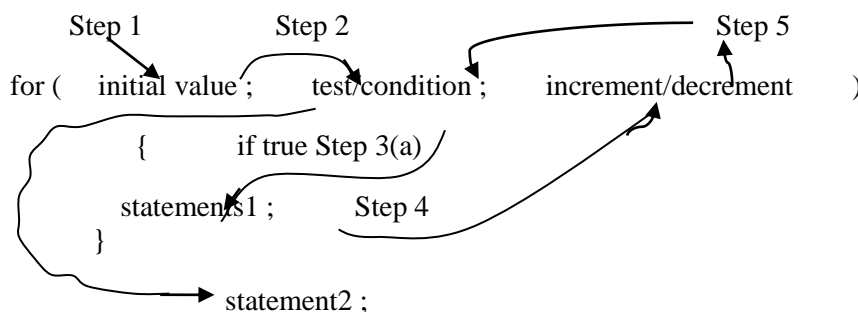 Step 1 Step 2 Step 5
for ( initial value ; test/condition ; increment/decrement )
{ if true Step 3(a)
statements1 ; Step 4
}
statement2 ;